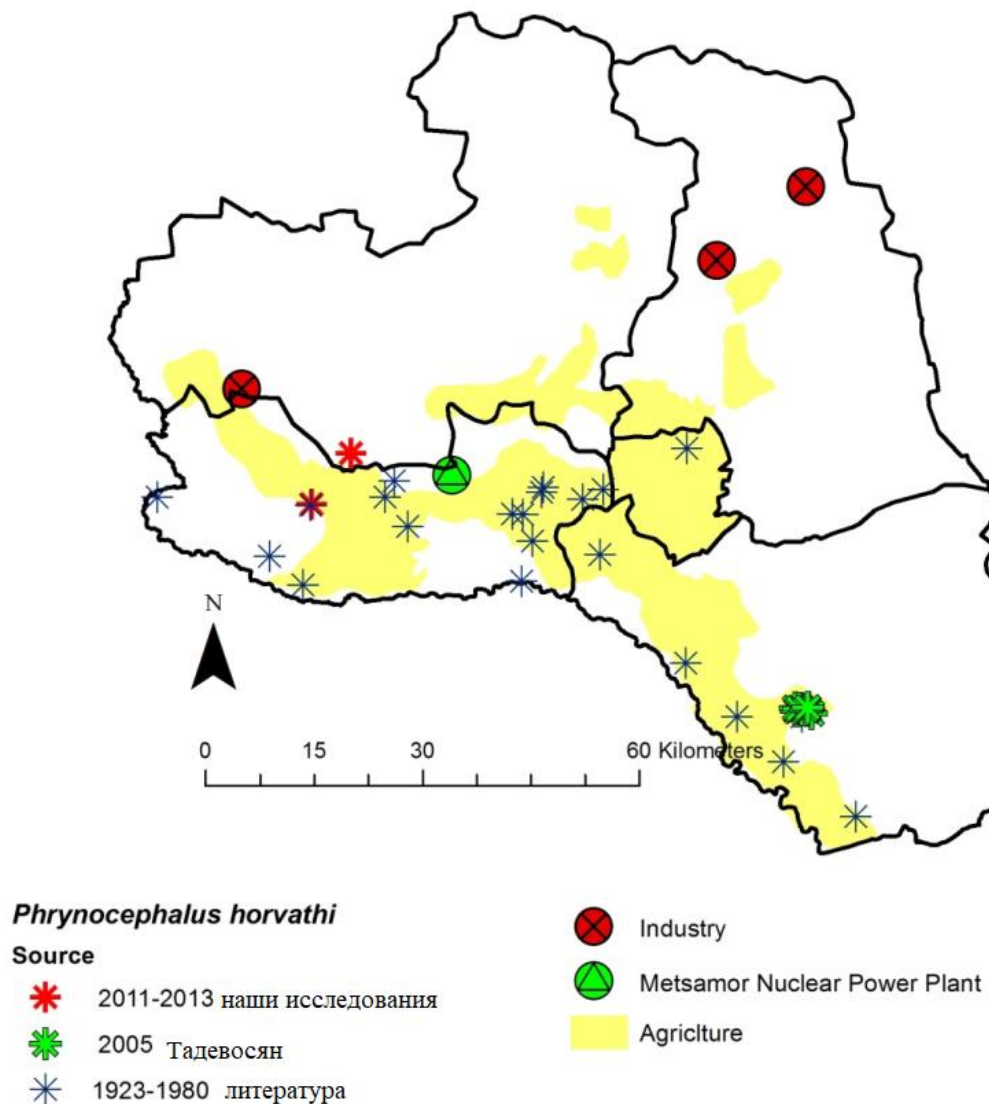 N
0 15 30 60 Kilometers
Phrynocephalus horvathi
Source
2011-2013 наши исследования
2005 Тадевосян
1923-1980 литература
Industry
Metsamor Nuclear Power Plant
Agriclture